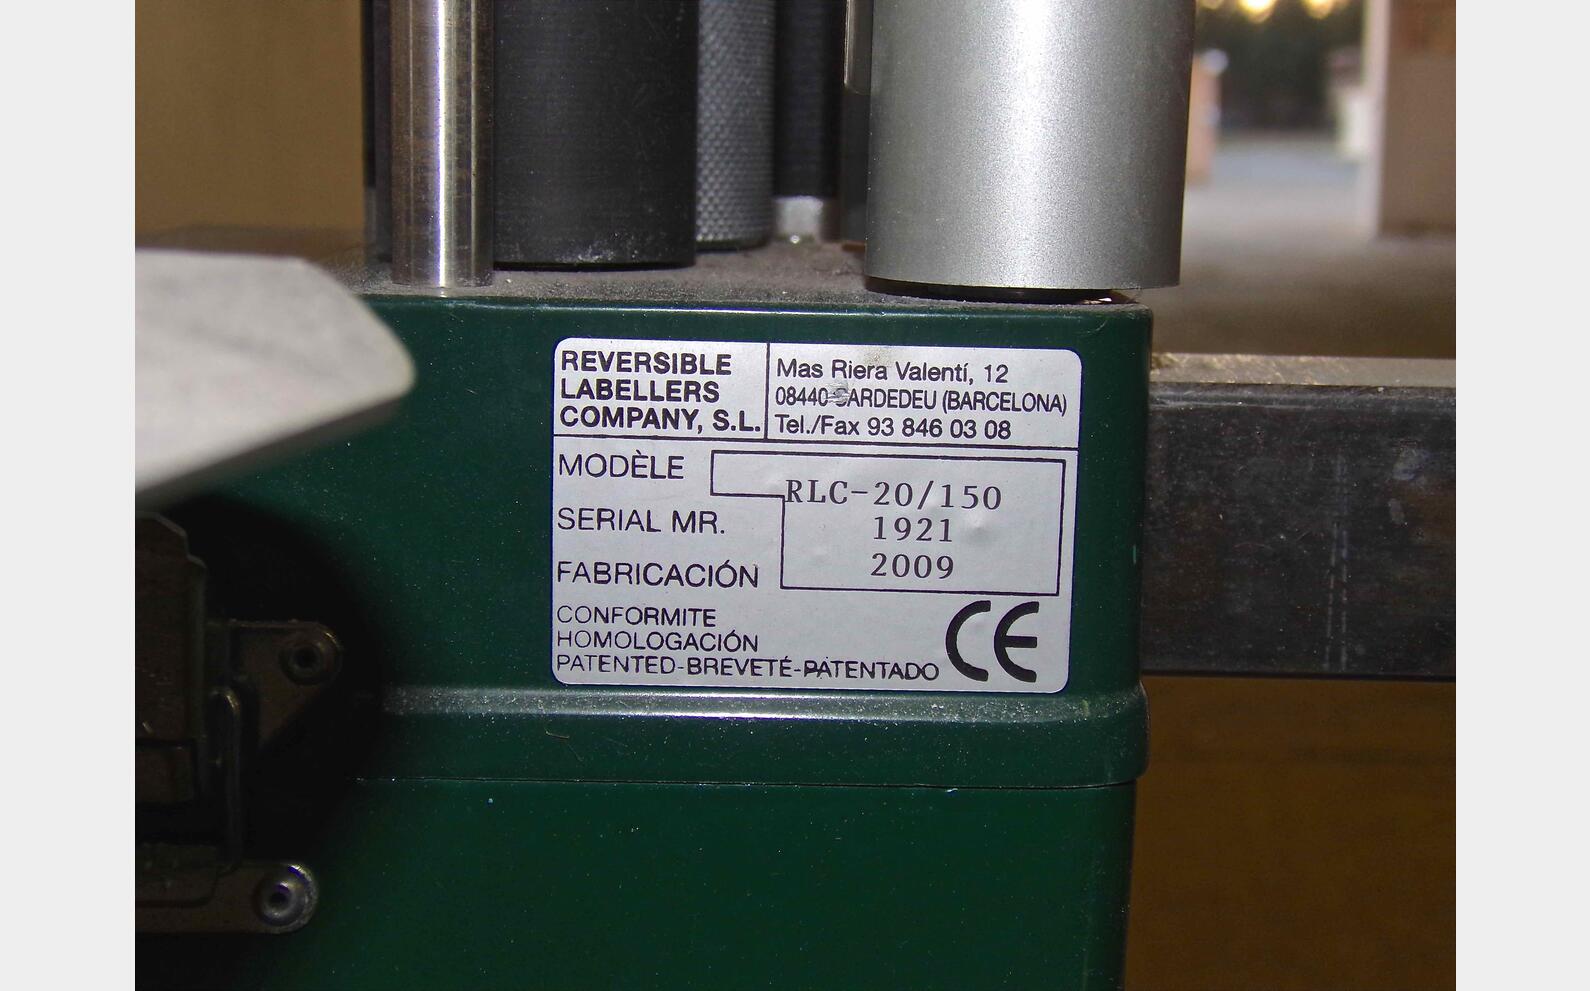 REVERSIBLE
LABELLERS
COMPANY, S.L.
Mas Riera Valentí, 12
08440 SARDEDEU (BARCELONA)
Tel./Fax 93 846 03 08
MODÈLE RLC-20/150
SERIAL MR. 1921
FABRICACIÓN 2009
CONFORMITE
HOMOLOGACIÓN
PATENTED-BREVETÉ-PATENTADO CE